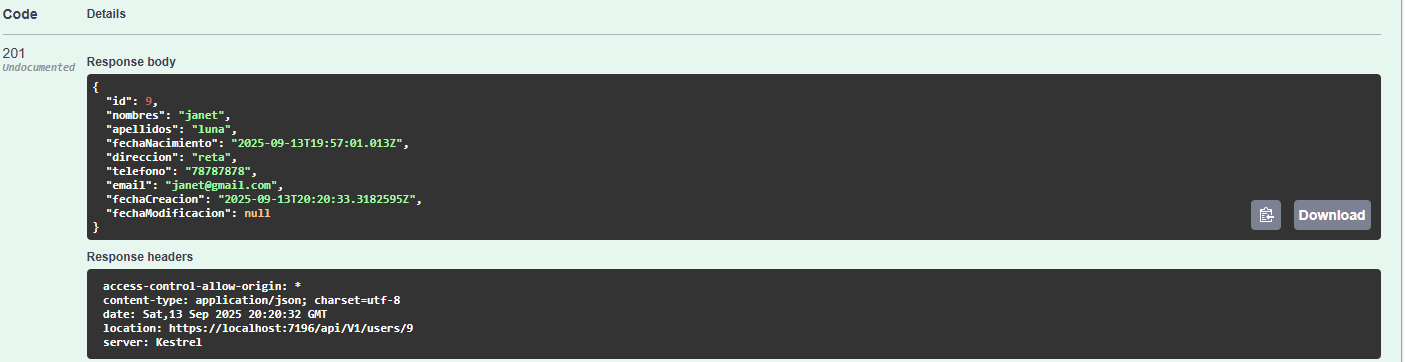 Code Details
201
Undocumented
Response body
{
  "id": 9,
  "nombres": "janet",
  "apellidos": "luna",
  "fechaNacimiento": "2025-09-13T19:57:01.013Z",
  "direccion": "reta",
  "telefono": "78787878",
  "email": "janet@gmail.com",
  "fechaCreacion": "2025-09-13T20:20:33.3182595Z",
  "fechaModificacion": null
}
Download
Response headers
access-control-allow-origin: *
content-type: application/json; charset=utf-8
date: Sat,13 Sep 2025 20:20:32 GMT
location: https://localhost:7196/api/V1/users/9
server: Kestrel